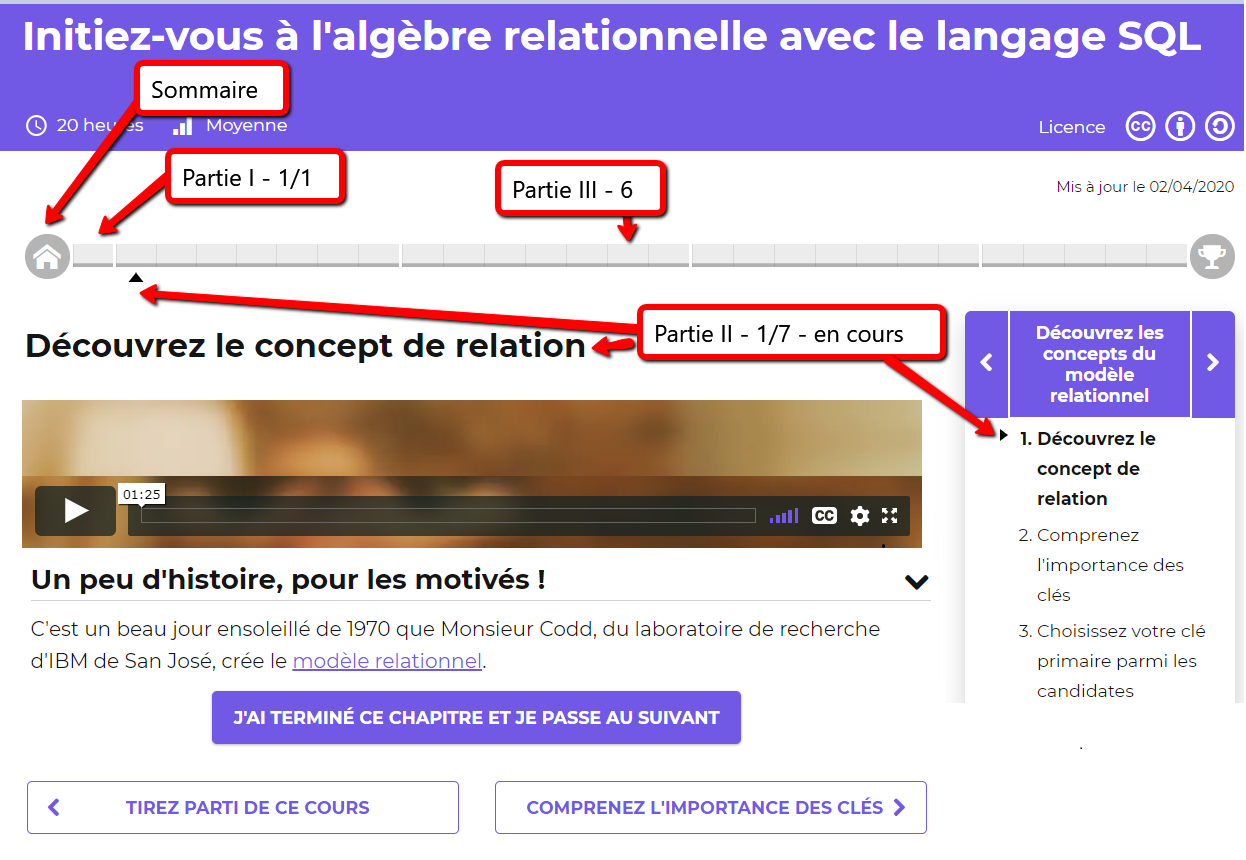 Initiez-vous à l'algèbre relationnelle avec le langage SQL
Sommaire
20 heures
Moyenne
Licence
Partie I - 1/1
Partie III - 6
Mis à jour le 02/04/2020
Partie II - 1/7 - en cours
Découvrez le concept de relation
Découvrez les
concepts du
modèle
relationnel
1. Découvrez le
concept de
relation
2. Comprenez
l'importance des
clés
3. Choisissez votre clé
primaire parmi les
candidates
01:25
CC
Un peu d'histoire, pour les motivés !
C'est un beau jour ensoleillé de 1970 que Monsieur Codd, du laboratoire de recherche
d'IBM de San José, crée le modèle relationnel.
J'AI TERMINÉ CE CHAPITRE ET JE PASSE AU SUIVANT
TIREZ PARTI DE CE COURS
COMPRENEZ L'IMPORTANCE DES CLÉS